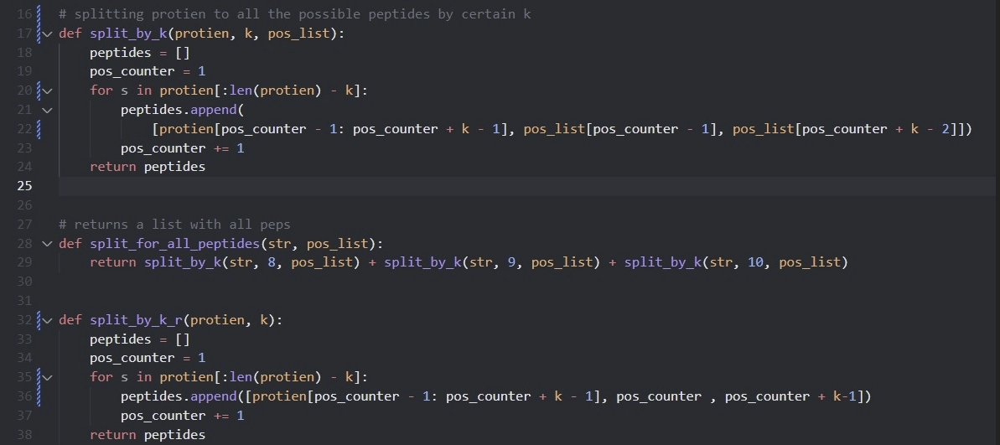 16 # splitting protien to all the possible peptides by certain k
17 def split_by_k(protien, k, pos_list):
18     peptides = []
19     pos_counter = 1
20     for s in protien[:len(protien) - k]:
21         peptides.append(
22             [protien[pos_counter - 1: pos_counter + k - 1], pos_list[pos_counter - 1], pos_list[pos_counter + k - 2]])
23         pos_counter += 1
24     return peptides
25
26
27 # returns a list with all peps
28 def split_for_all_peptides(str, pos_list):
29     return split_by_k(str, 8, pos_list) + split_by_k(str, 9, pos_list) + split_by_k(str, 10, pos_list)
30
31
32 def split_by_k_r(protien, k):
33     peptides = []
34     pos_counter = 1
35     for s in protien[:len(protien) - k]:
36         peptides.append([protien[pos_counter - 1: pos_counter + k - 1], pos_counter , pos_counter + k-1])
37         pos_counter += 1
38     return peptides